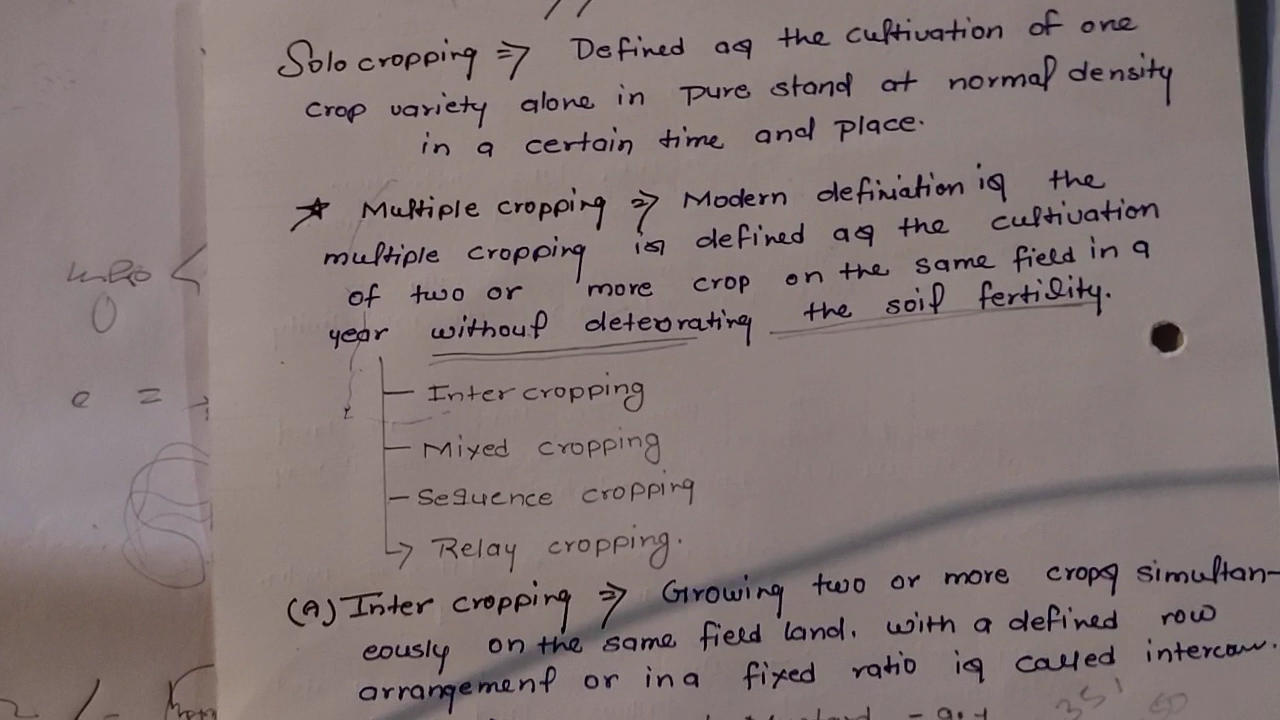 Solo cropping ⇒ Defined as the cultivation of one
crop variety alone in pure stand at normal density
in a certain time and place.
★ Multiple cropping ⇒ Modern definiation is the
multiple cropping is defined as the cultivation
of two or more crop on the same field in a
year without deteorating the soil fertility.
Inter cropping
Mixed cropping
Sequence cropping
Relay cropping.
(A) Inter cropping ⇒ Growing two or more crops simultan-
eously on the same field land. with a defined row
arrangement or in a fixed ratio is called
e =